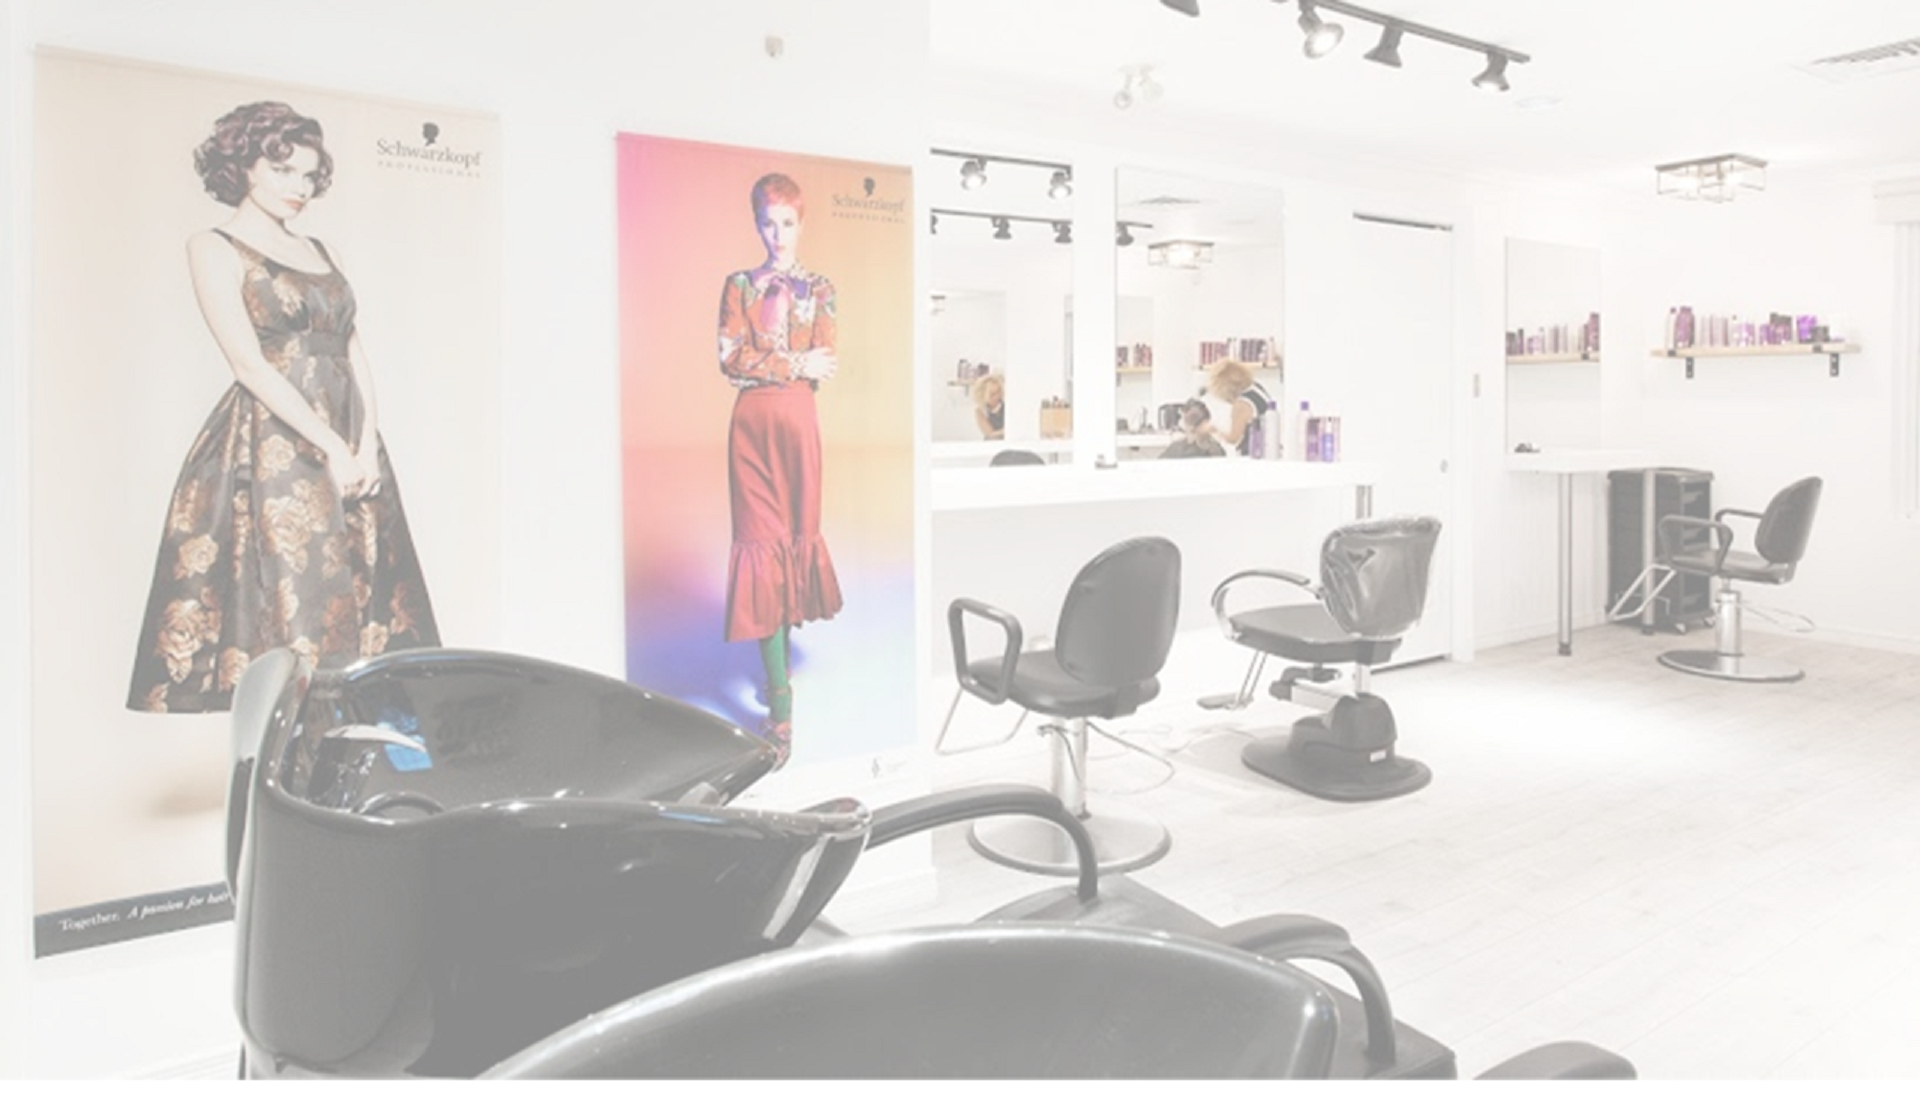 Schwarzkopf
PROFESSIONAL
Schwarzkopf
PROFESSIONAL
Together. A passion for hair